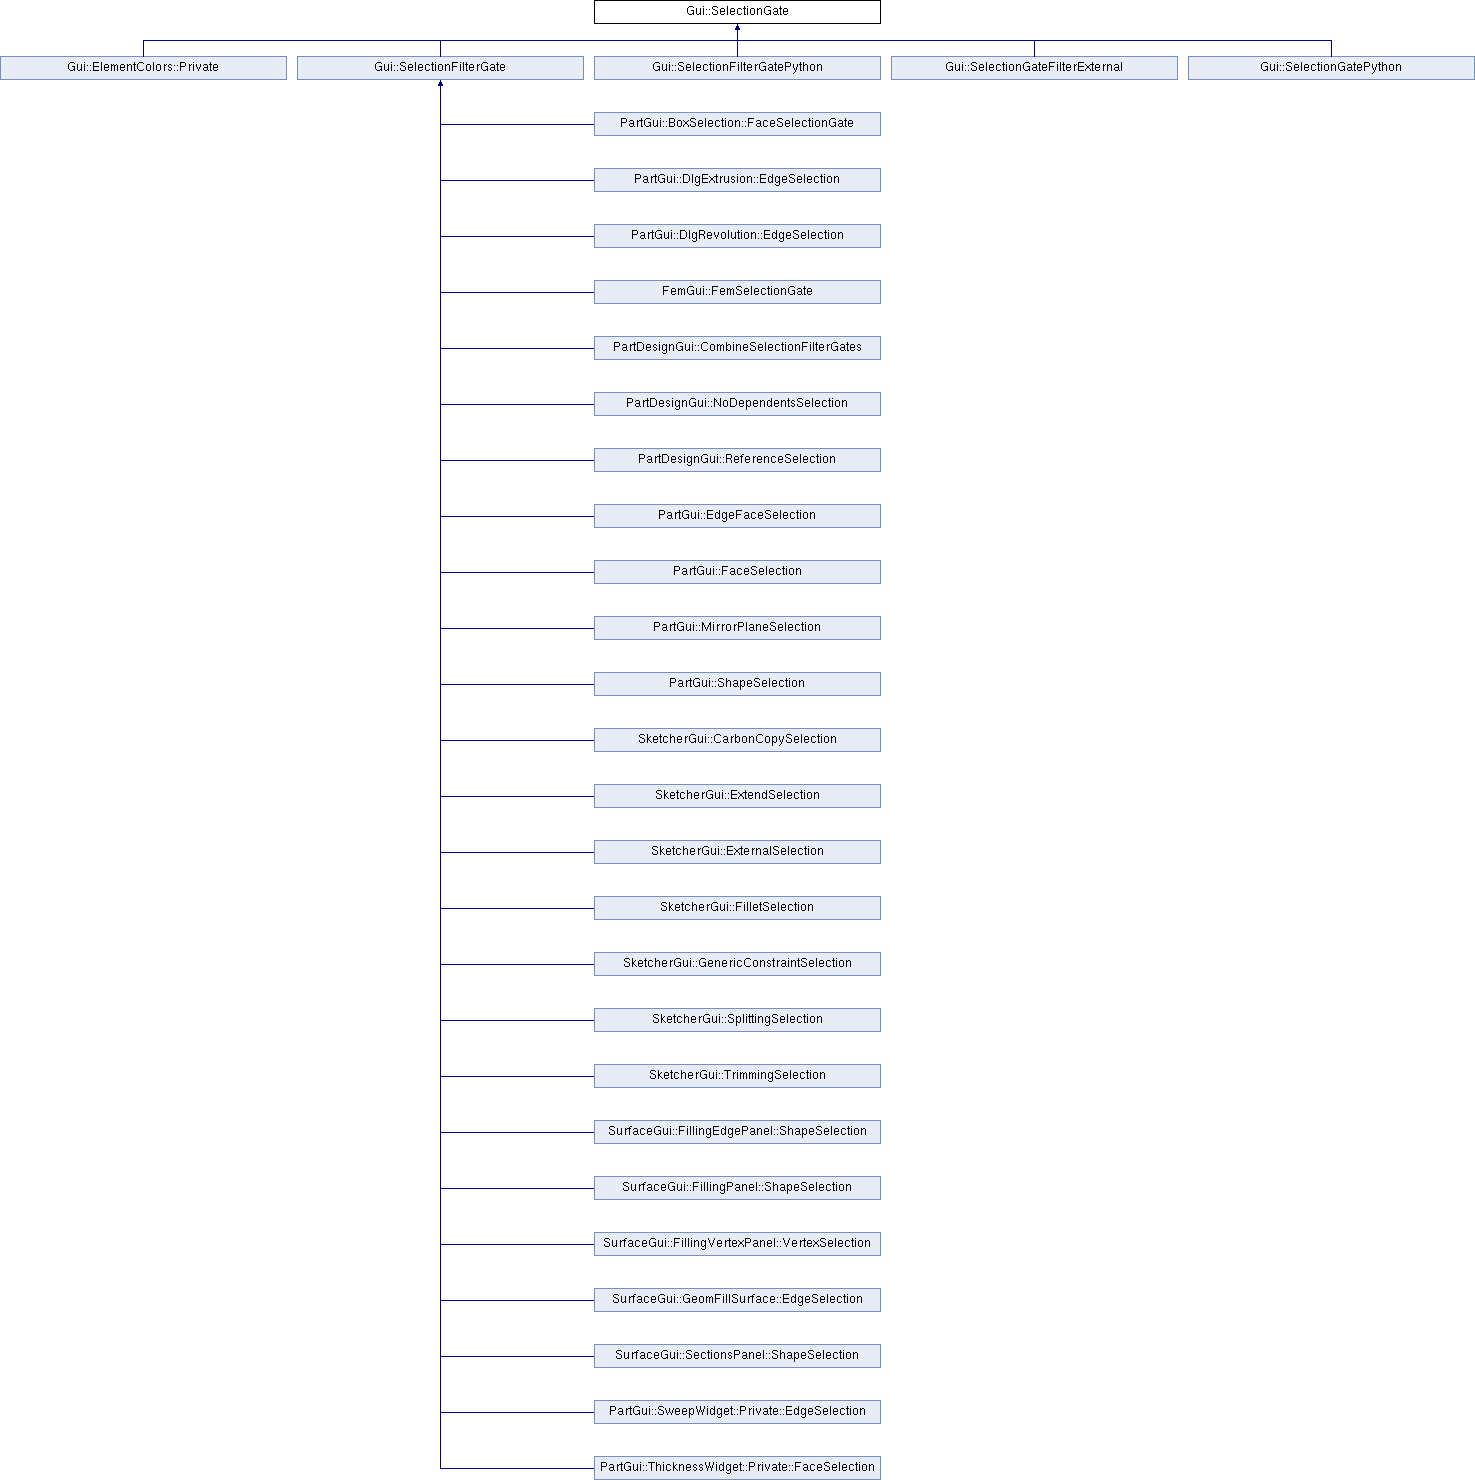 Gui::SelectionGate
Gui::ElementColors::Private
Gui::SelectionFilterGate
Gui::SelectionFilterGatePython
Gui::SelectionGateFilterExternal
Gui::SelectionGatePython
PartGui::BoxSelection::FaceSelectionGate
PartGui::DlgExtrusion::EdgeSelection
PartGui::DlgRevolution::EdgeSelection
FemGui::FemSelectionGate
PartDesignGui::CombineSelectionFilterGates
PartDesignGui::NoDependentsSelection
PartDesignGui::ReferenceSelection
PartGui::EdgeFaceSelection
PartGui::FaceSelection
PartGui::MirrorPlaneSelection
PartGui::ShapeSelection
SketcherGui::CarbonCopySelection
SketcherGui::ExtendSelection
SketcherGui::ExternalSelection
SketcherGui::FilletSelection
SketcherGui::GenericConstraintSelection
SketcherGui::SplittingSelection
SketcherGui::TrimmingSelection
SurfaceGui::FillingEdgePanel::ShapeSelection
SurfaceGui::FillingPanel::ShapeSelection
SurfaceGui::FillingVertexPanel::VertexSelection
SurfaceGui::GeomFillSurface::EdgeSelection
SurfaceGui::SectionsPanel::ShapeSelection
PartGui::SweepWidget::Private::EdgeSelection
PartGui::ThicknessWidget::Private::FaceSelection